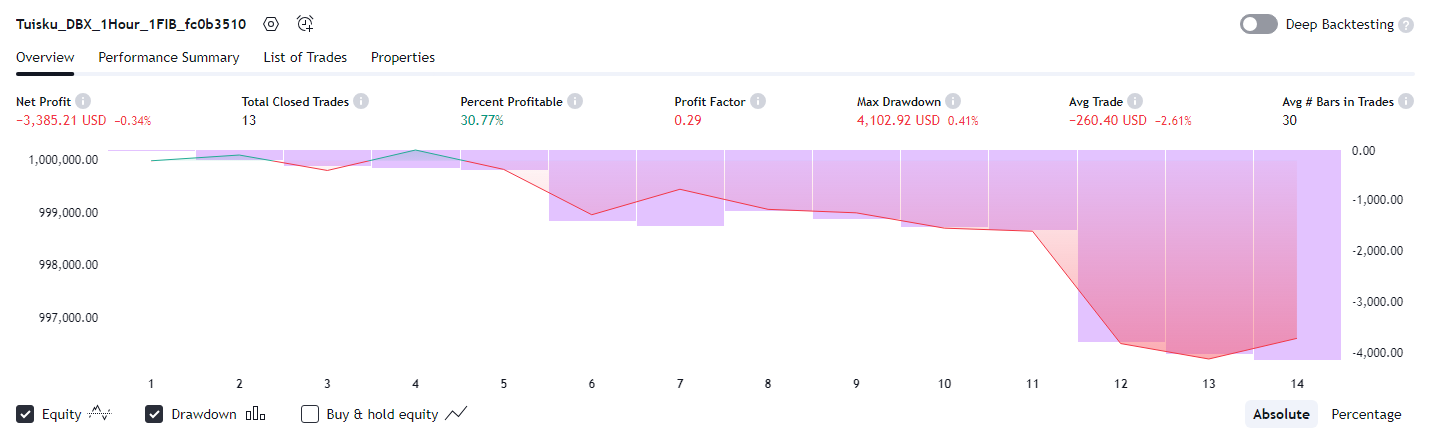 Tuisku_DBX_1Hour_1FIB_fc0b3510 Deep Backtesting ?
Overview Performance Summary List of Trades Properties
Net Profit Total Closed Trades Percent Profitable Profit Factor Max Drawdown Avg Trade Avg # Bars in Trades
−3,385.21 USD −0.34% 13 30.77% 0.29 4,102.92 USD 0.41% −260.40 USD −2.61% 30
1,000,000.00 0.00
999,000.00 -1,000.00
998,000.00 -2,000.00
997,000.00 -3,000.00
-4,000.00
1 2 3 4 5 6 7 8 9 10 11 12 13 14
Equity Drawdown Buy & hold equity Absolute Percentage